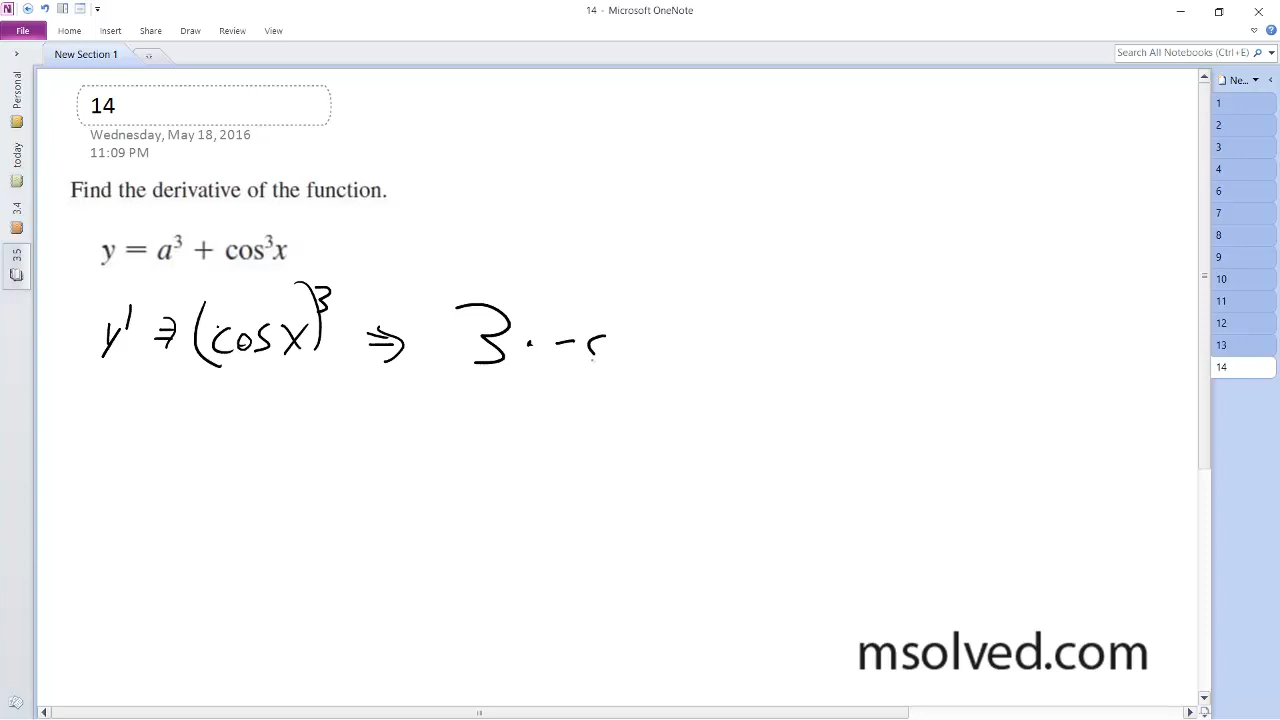 14 - Microsoft OneNote
File Home Insert Share Draw Review View
New Section 1
Search All Notebooks (Ctrl+E)
Ne...
14
Wednesday, May 18, 2016
11:09 PM
Find the derivative of the function.
y = a³ + cos³x
y' ⇒ (cos x)³ ⇒ 3 · -
Personal
today
3.4
3.5
1
2
3
4
6
7
8
9
10
11
12
13
14
msolved.com